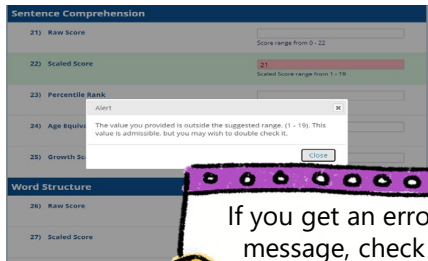 Sentence Comprehension
21) Raw Score
Score range from 0 - 22
22) Scaled Score
21
Scaled Score range from 1 - 19
23) Percentile Rank
Alert
The value you provided is outside the suggested range. (1 - 19). This
value is admissible, but you may wish to double check it.
24) Age Equiva
Close
25) Growth Sc
Word Structure
26) Raw Score
If you get an erro
27) Scaled Score
message, check